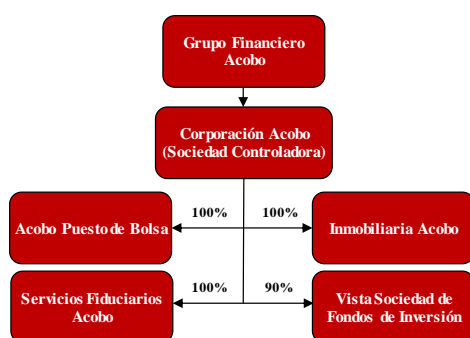 Grupo Financiero
Acobo
Corporación Acobo
(Sociedad Controladora)
100%
100%
Acobo Puesto de Bolsa
Inmobiliaria Acobo
100%
90%
Servicios Fiduciarios
Acobo
Vista Sociedad de
Fondos de Inversión